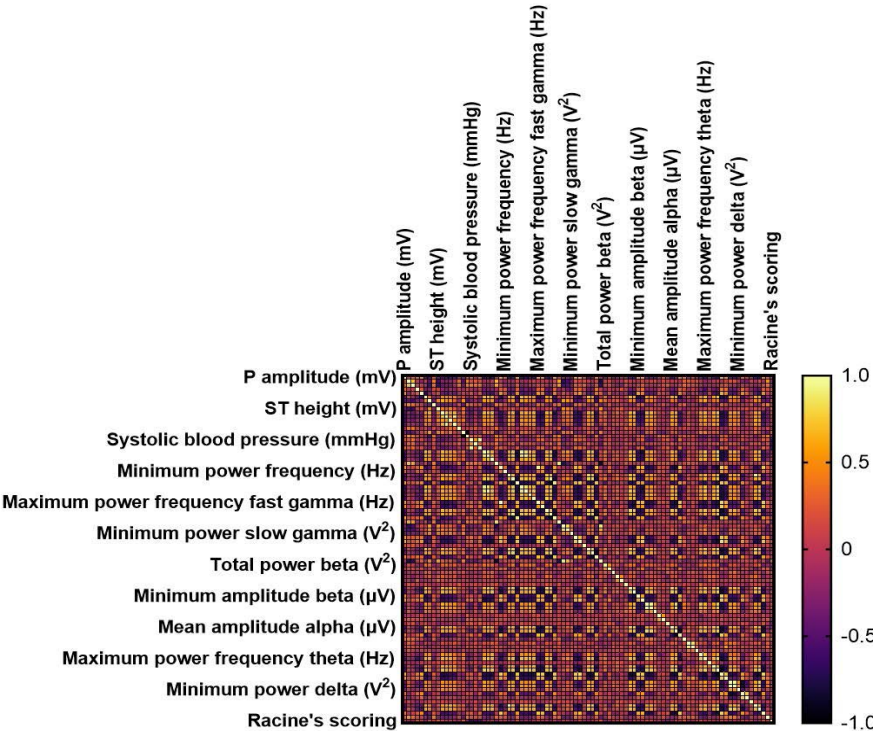 P amplitude (mV)
ST height (mV)
Systolic blood pressure (mmHg)
Minimum power frequency (Hz)
Maximum power frequency fast gamma (Hz)
Minimum power slow gamma (V²)
Total power beta (V²)
Minimum amplitude beta (µV)
Mean amplitude alpha (µV)
Maximum power frequency theta (Hz)
Minimum power delta (V²)
Racine's scoring
P amplitude (mV)
ST height (mV)
Systolic blood pressure (mmHg)
Minimum power frequency (Hz)
Maximum power frequency fast gamma (Hz)
Minimum power slow gamma (V²)
Total power beta (V²)
Minimum amplitude beta (µV)
Mean amplitude alpha (µV)
Maximum power frequency theta (Hz)
Minimum power delta (V²)
Racine's scoring
1.0
0.5
0
-0.5
-1.0